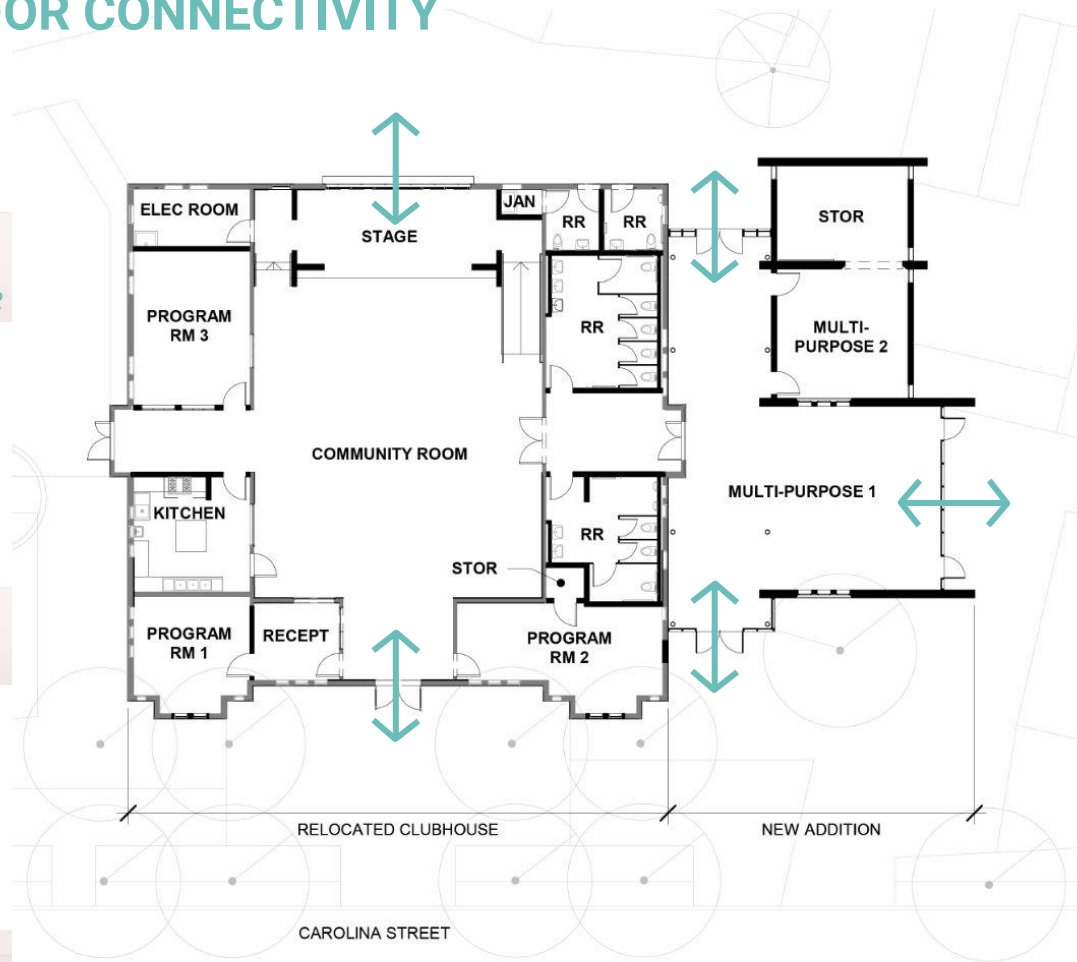 OOR CONNECTIVITY
ELEC ROOM
JAN
RR
RR
STOR
STAGE
PROGRAM
RM 3
RR
MULTI-
PURPOSE 2
COMMUNITY ROOM
MULTI-PURPOSE 1
KITCHEN
RR
STOR
PROGRAM
RM 1
RECEPT
PROGRAM
RM 2
RELOCATED CLUBHOUSE
NEW ADDITION
CAROLINA STREET